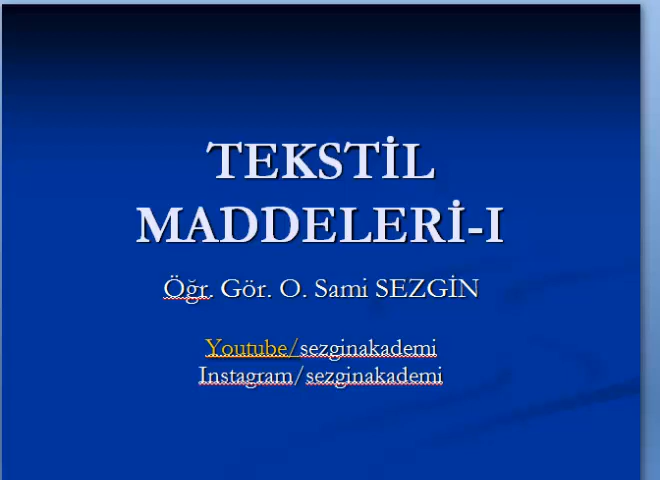 TEKSTİL
MADDELERİ-I
Öğr. Gör. O. Sami SEZGİN
Youtube/sezginakademi
Instagram/sezginakademi